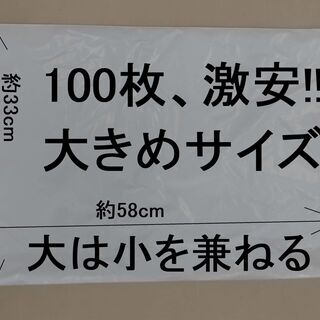 100枚、激安!!
大きめサイズ
約33cm
約58cm
大は小を兼ねる